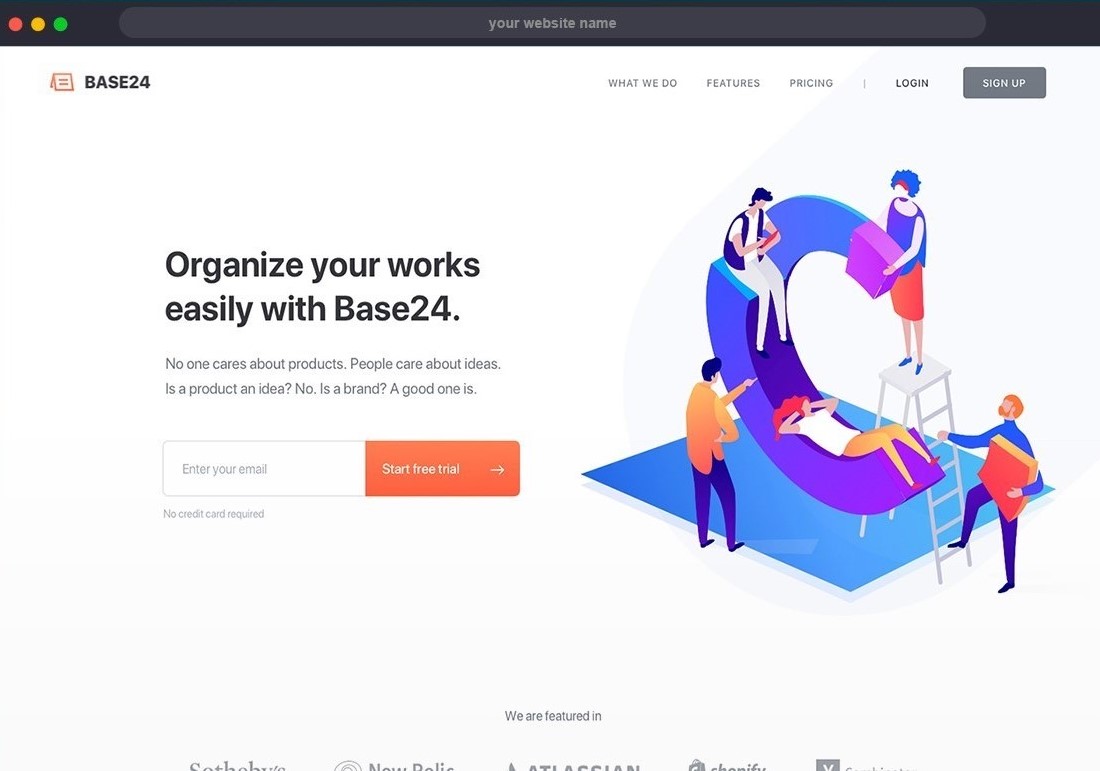 your website name
BASE24
WHAT WE DO FEATURES PRICING | LOGIN SIGN UP
Organize your works
easily with Base24.
No one cares about products. People care about ideas.
Is a product an idea? No. Is a brand? A good one is.
Enter your email Start free trial →
No credit card required
We are featured in
Sotheby's New Relic ATLASSIAN shopify Y Combinator